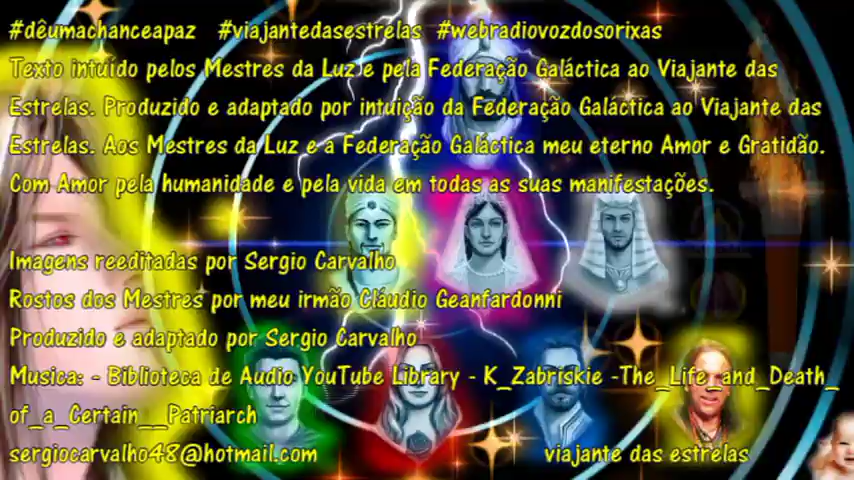 #dêumachanceapaz #viajantedasestrelas #webradiovozdosorixas
Texto intuído pelos Mestres da Luz e pela Federação Galáctica ao Viajante das
Estrelas. Produzido e adaptado por intuição da Federação Galáctica ao Viajante das
Estrelas. Aos Mestres da Luz e a Federação Galáctica meu eterno Amor e Gratidão.
Com Amor pela humanidade e pela vida em todas as suas manifestações.
Imagens reeditadas por Sergio Carvalho
Rostos dos Mestres por meu irmão Cláudio Geanfardonni
Produzido e adaptado por Sergio Carvalho
Musica: - Biblioteca de Audio YouTube Library - K_Zabriskie -The_Life_and_Death_
of_a_Certain__Patriarch
sergiocarvalho48@hotmail.com viajante das estrelas